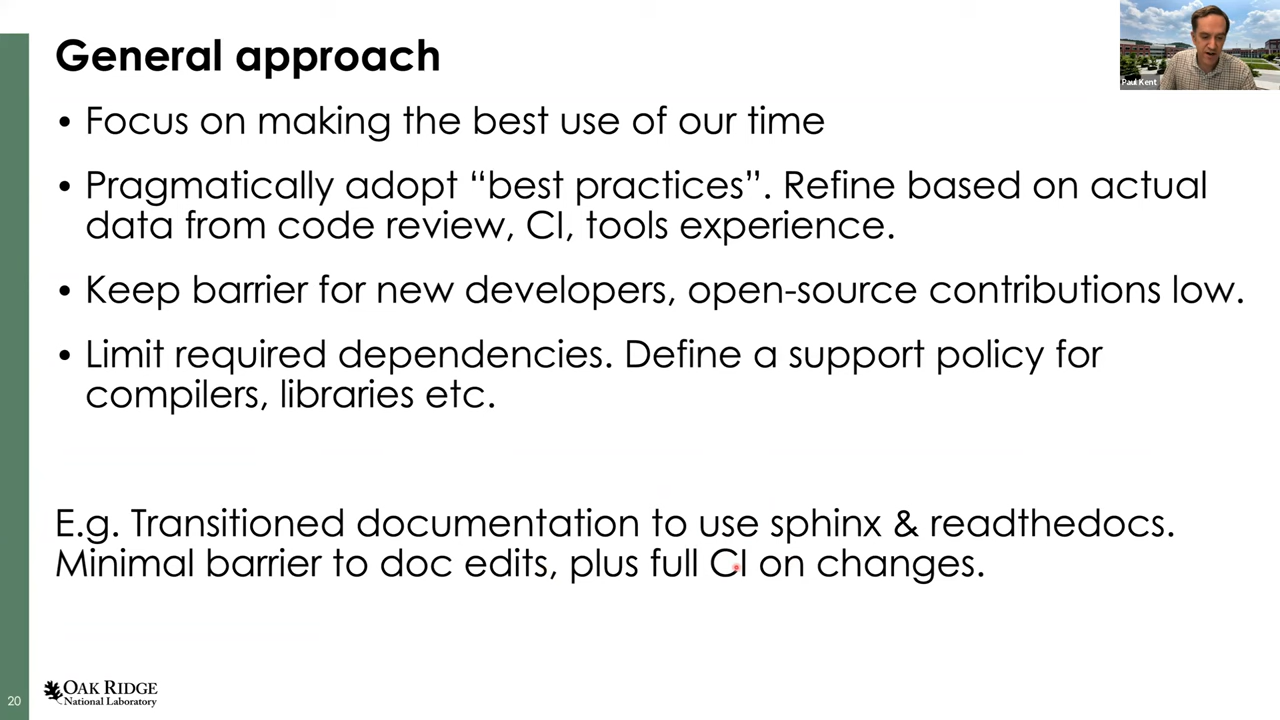 General approach
Paul Kent
• Focus on making the best use of our time
• Pragmatically adopt “best practices”. Refine based on actual
data from code review, CI, tools experience.
• Keep barrier for new developers, open-source contributions low.
• Limit required dependencies. Define a support policy for
compilers, libraries etc.
E.g. Transitioned documentation to use sphinx & readthedocs.
Minimal barrier to doc edits, plus full CI on changes.
20
OAK RIDGE
National Laboratory